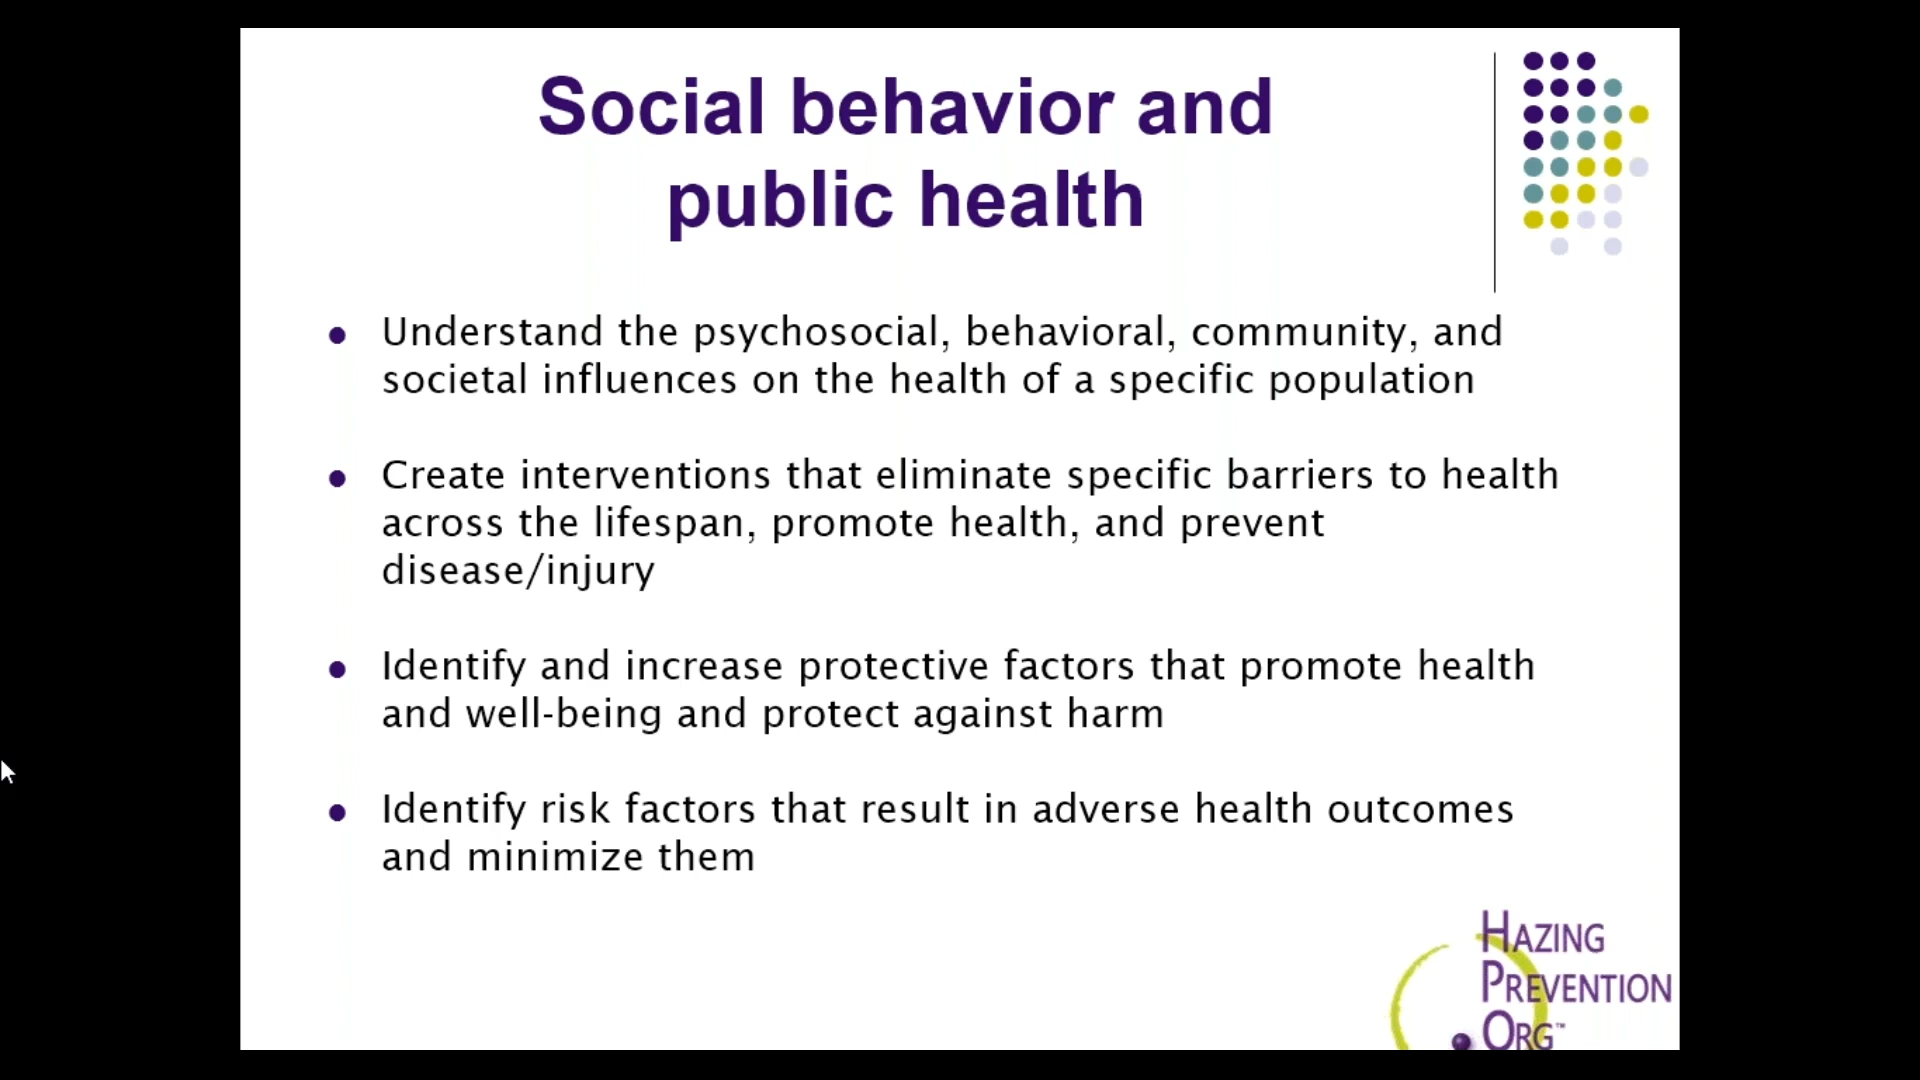 Social behavior and
public health
Understand the psychosocial, behavioral, community, and
societal influences on the health of a specific population
Create interventions that eliminate specific barriers to health
across the lifespan, promote health, and prevent
disease/injury
Identify and increase protective factors that promote health
and well-being and protect against harm
Identify risk factors that result in adverse health outcomes
and minimize them
HAZING
PREVENTION
ORG™